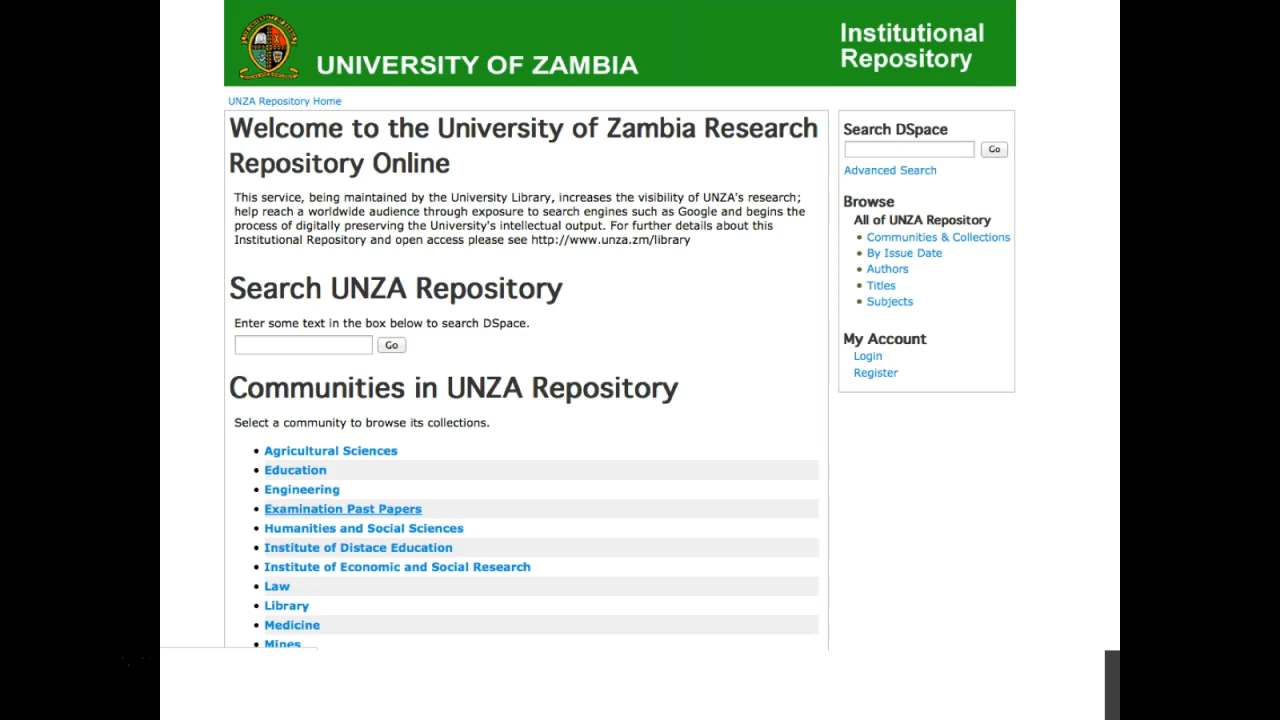 UNIVERSITY OF ZAMBIA
Institutional
Repository
UNZA Repository Home
Welcome to the University of Zambia Research
Repository Online
This service, being maintained by the University Library, increases the visibility of UNZA's research;
help reach a worldwide audience through exposure to search engines such as Google and begins the
process of digitally preserving the University's intellectual output. For further details about this
Institutional Repository and open access please see http://www.unza.zm/library
Search UNZA Repository
Enter some text in the box below to search DSpace.
Go
Communities in UNZA Repository
Select a community to browse its collections.
Agricultural Sciences
Education
Engineering
Examination Past Papers
Humanities and Social Sciences
Institute of Distace Education
Institute of Economic and Social Research
Law
Library
Medicine
Mines
Search DSpace
Go
Advanced Search
Browse
All of UNZA Repository
Communities & Collections
By Issue Date
Authors
Titles
Subjects
My Account
Login
Register